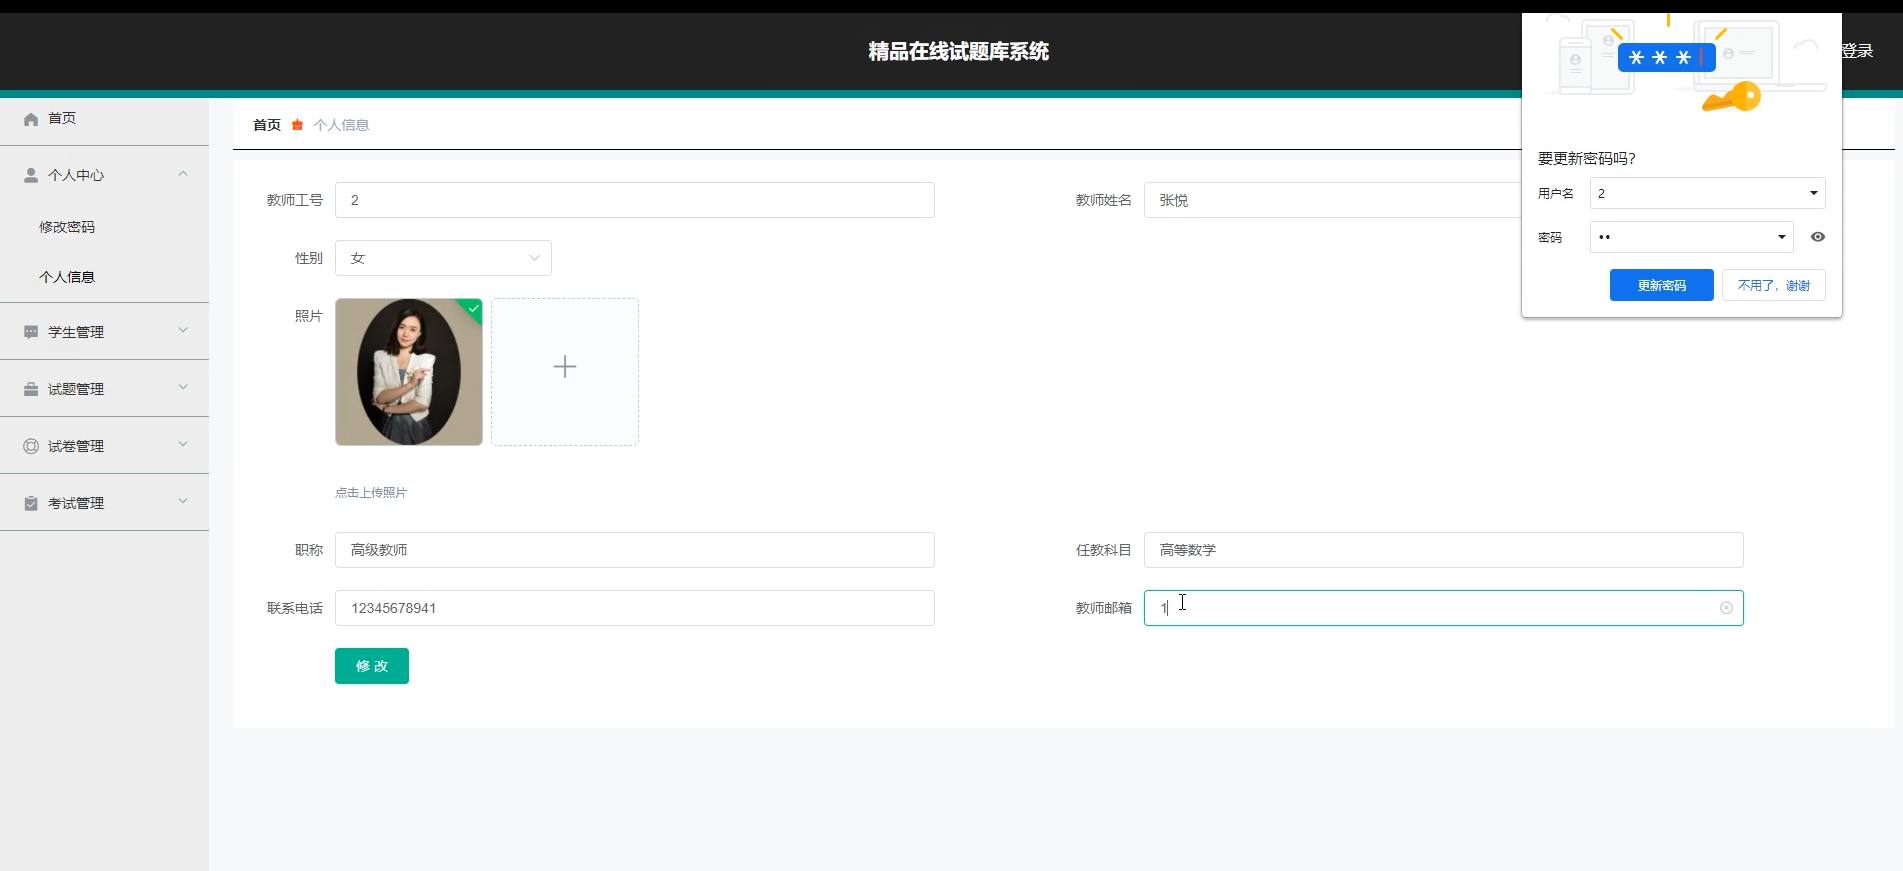 精品在线试题库系统
登录
* * *
首页
个人中心
修改密码
个人信息
学生管理
试题管理
试卷管理
考试管理
首页 个人信息
教师工号 2
教师姓名 张悦
性别 女
照片
点击上传照片
职称 高级教师
任教科目 高等数学
联系电话 12345678941
教师邮箱 1
修 改
要更新密码吗?
用户名 2
密码 ••
更新密码 不用了，谢谢